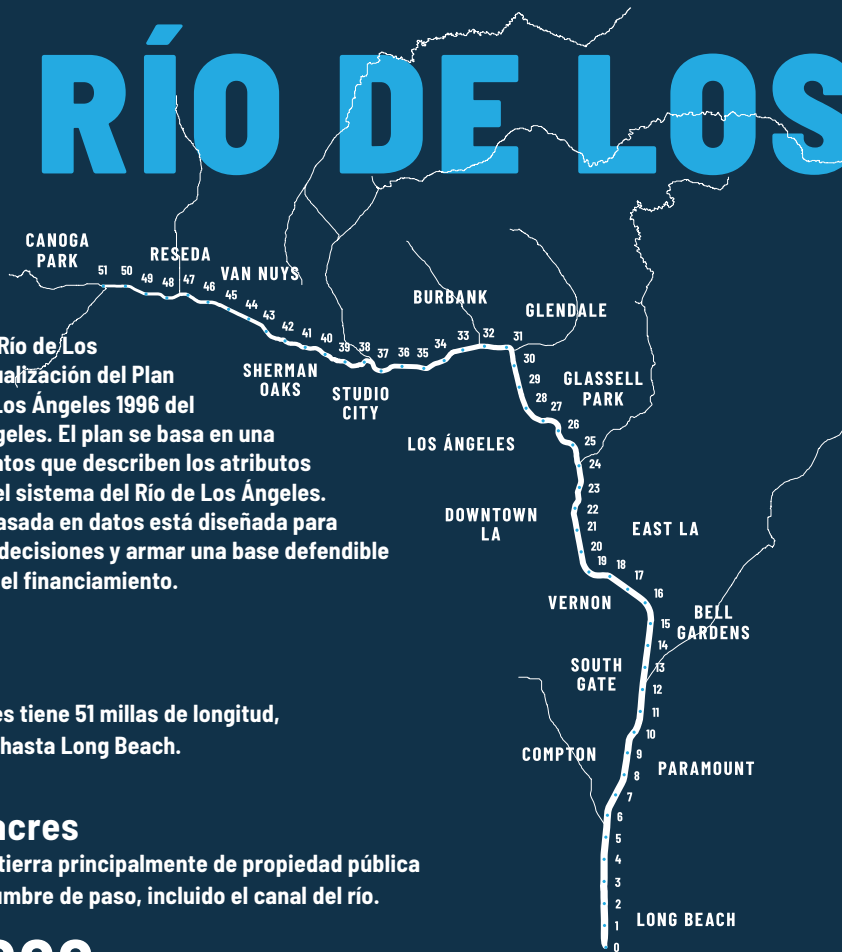 RÍO DE LOS
CANOGA
PARK
RESEDA
VAN NUYS
51 50 49 48 47 46 45 44 43 42 41 40 39 38 37 36 35 34 33 32 31
BURBANK
GLENDALE
SHERMAN
OAKS
STUDIO
CITY
30
29
28
27
26
25
24
23
22
21
20
19
18
17
16
15
14
13
12
11
10
9
8
7
6
5
4
3
2
1
0
GLASSELL
PARK
LOS ÁNGELES
DOWNTOWN
LA
EAST LA
VERNON
BELL
GARDENS
SOUTH
GATE
COMPTON
PARAMOUNT
LONG BEACH
Río de Los
ualización del Plan
Los Ángeles 1996 del
geles. El plan se basa en una
atos que describen los atributos
el sistema del Río de Los Ángeles.
asada en datos está diseñada para
decisiones y armar una base defendible
el financiamiento.
es tiene 51 millas de longitud,
hasta Long Beach.
acres
tierra principalmente de propiedad pública
umbre de paso, incluido el canal del río.